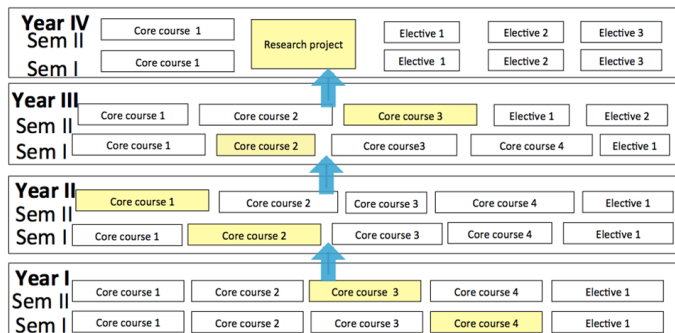 Year IV
Sem II Core course 1 Research project Elective 1 Elective 2 Elective 3
Sem I Core course 1 Elective 1 Elective 2 Elective 3
Year III
Sem II Core course 1 Core course 2 Core course 3 Elective 1 Elective 2
Sem I Core course 1 Core course 2 Core course3 Core course 4 Elective 1
Year II
Sem II Core course 1 Core course 2 Core course 3 Core course 4 Elective 1
Sem I Core course 1 Core course 2 Core course 3 Core course 4 Elective 1
Year I
Sem II Core course 1 Core course 2 Core course 3 Core course 4 Elective 1
Sem I Core course 1 Core course 2 Core course 3 Core course 4 Elective 1